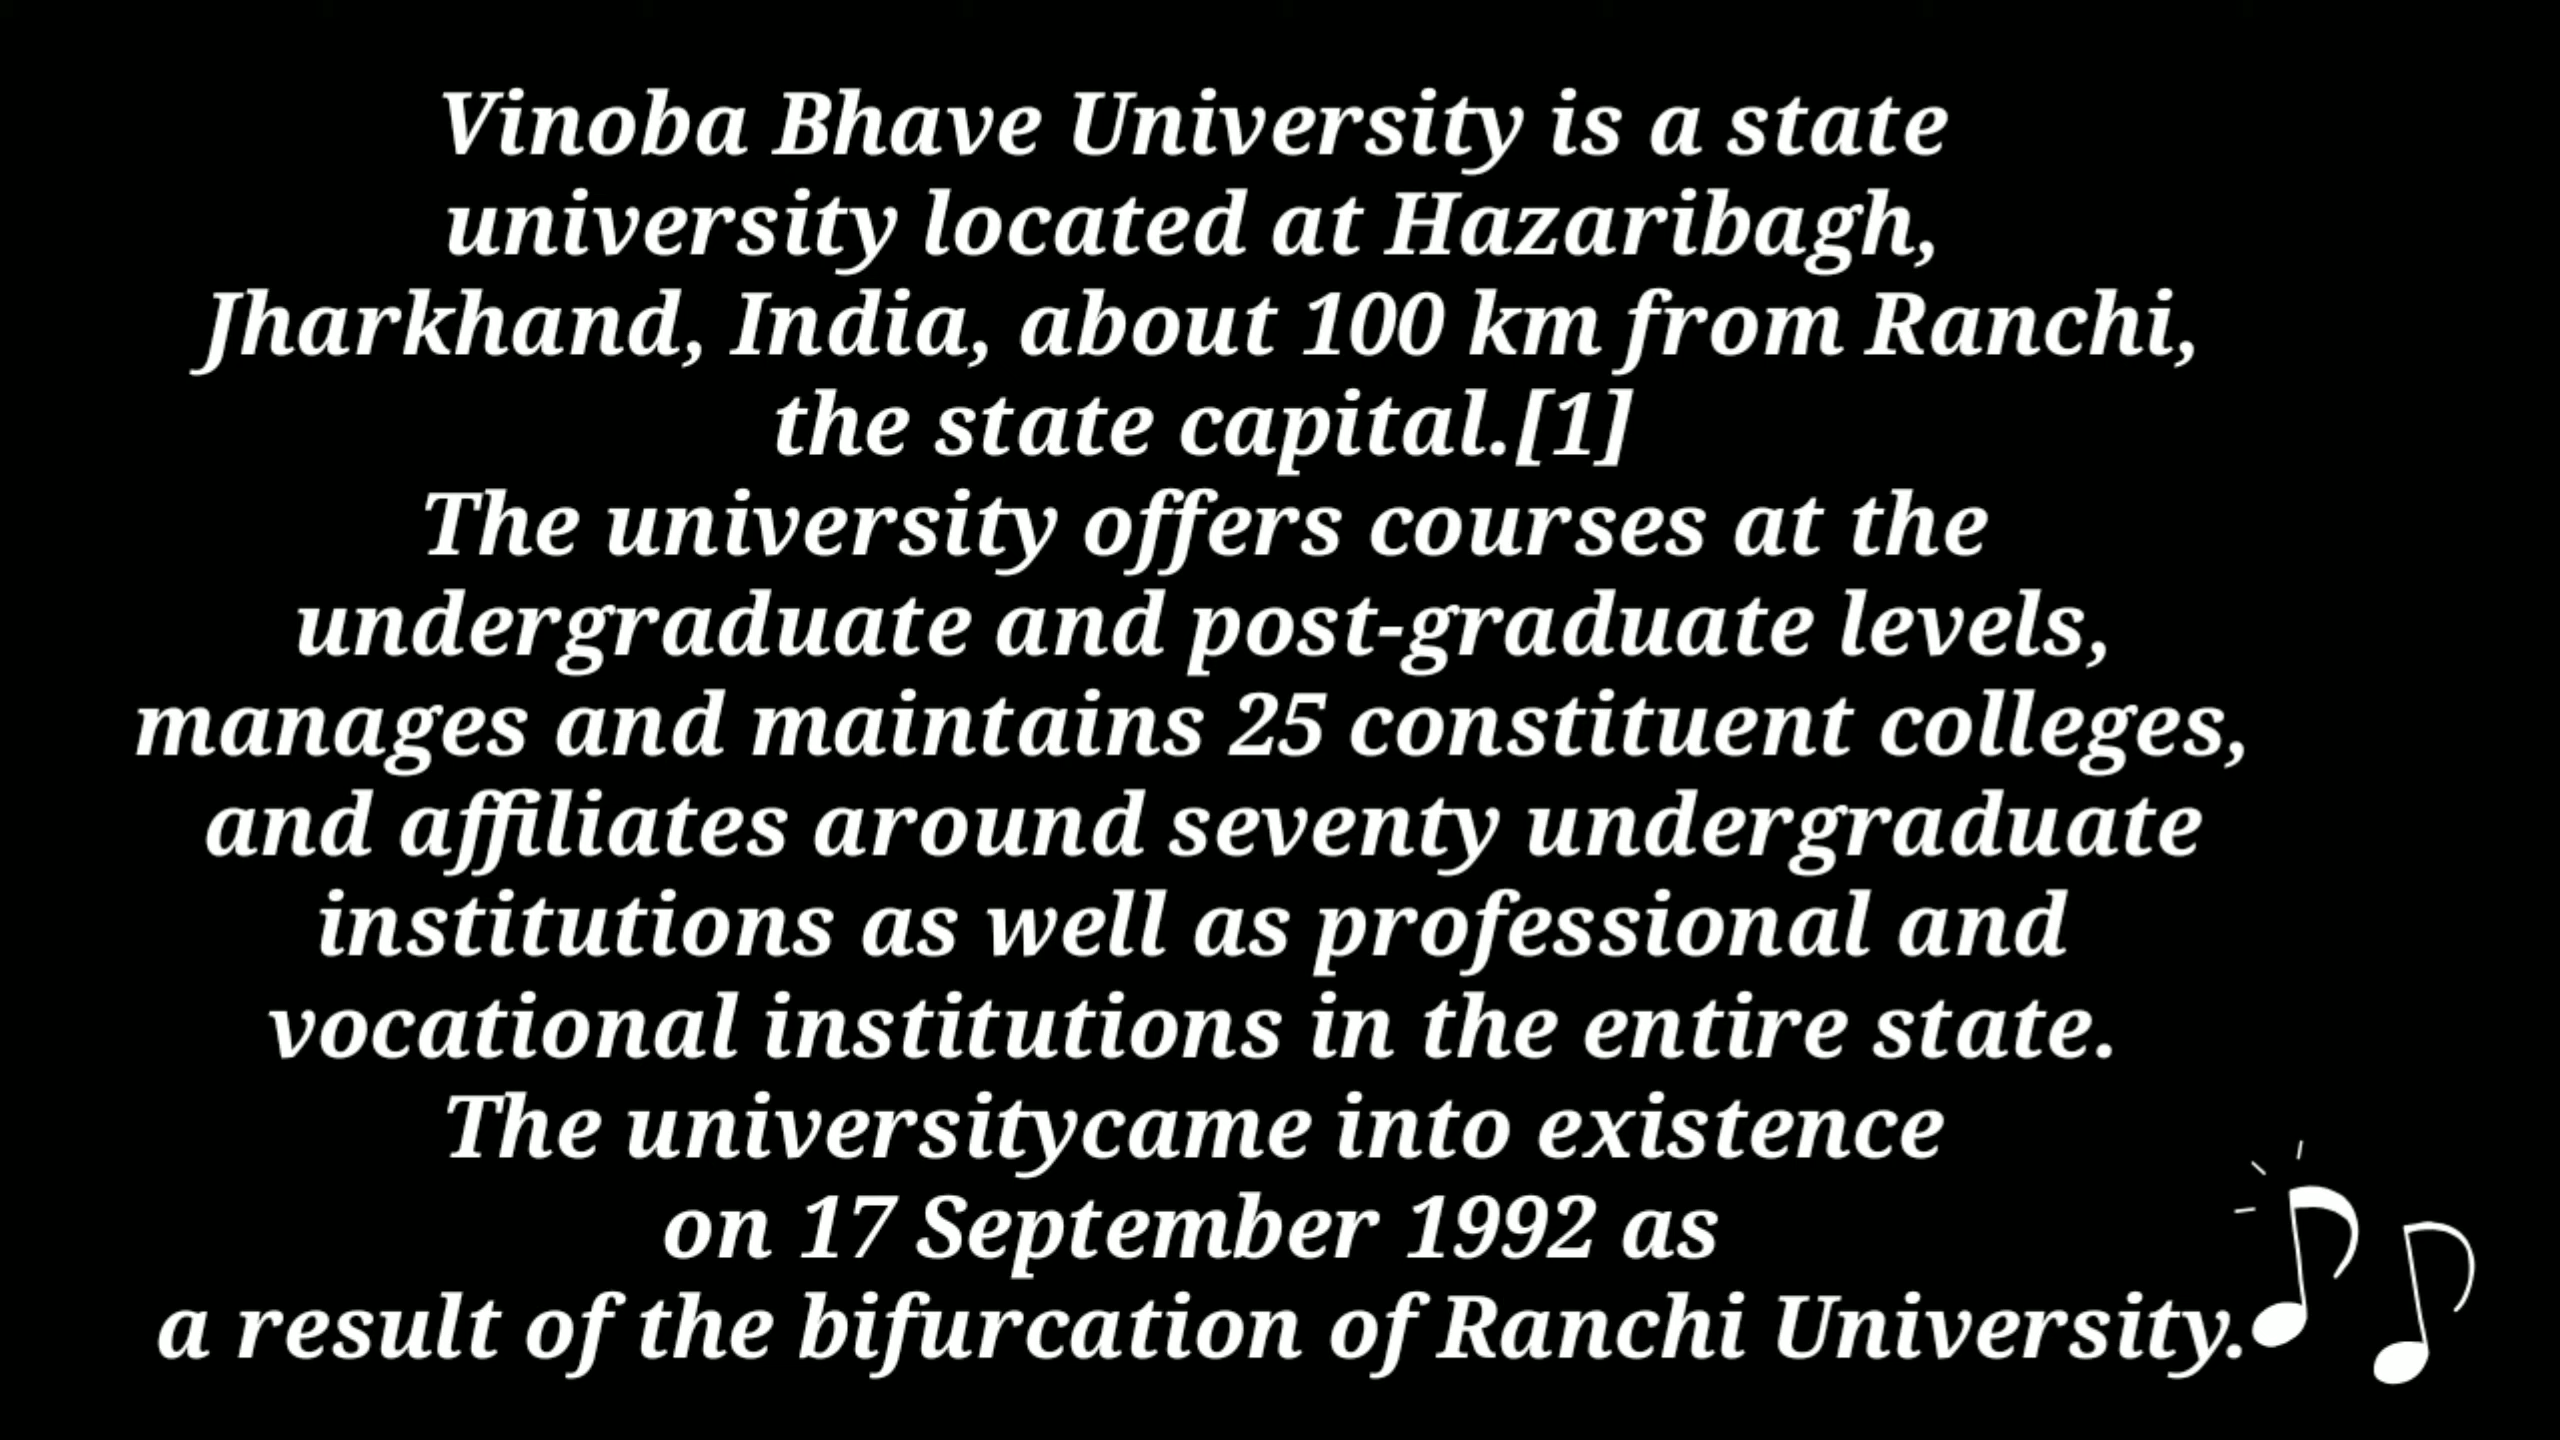 Vinoba Bhave University is a state
university located at Hazaribagh,
Jharkhand, India, about 100 km from Ranchi,
the state capital.[1]
The university offers courses at the
undergraduate and post-graduate levels,
manages and maintains 25 constituent colleges,
and affiliates around seventy undergraduate
institutions as well as professional and
vocational institutions in the entire state.
The universitycame into existence
on 17 September 1992 as
a result of the bifurcation of Ranchi University.